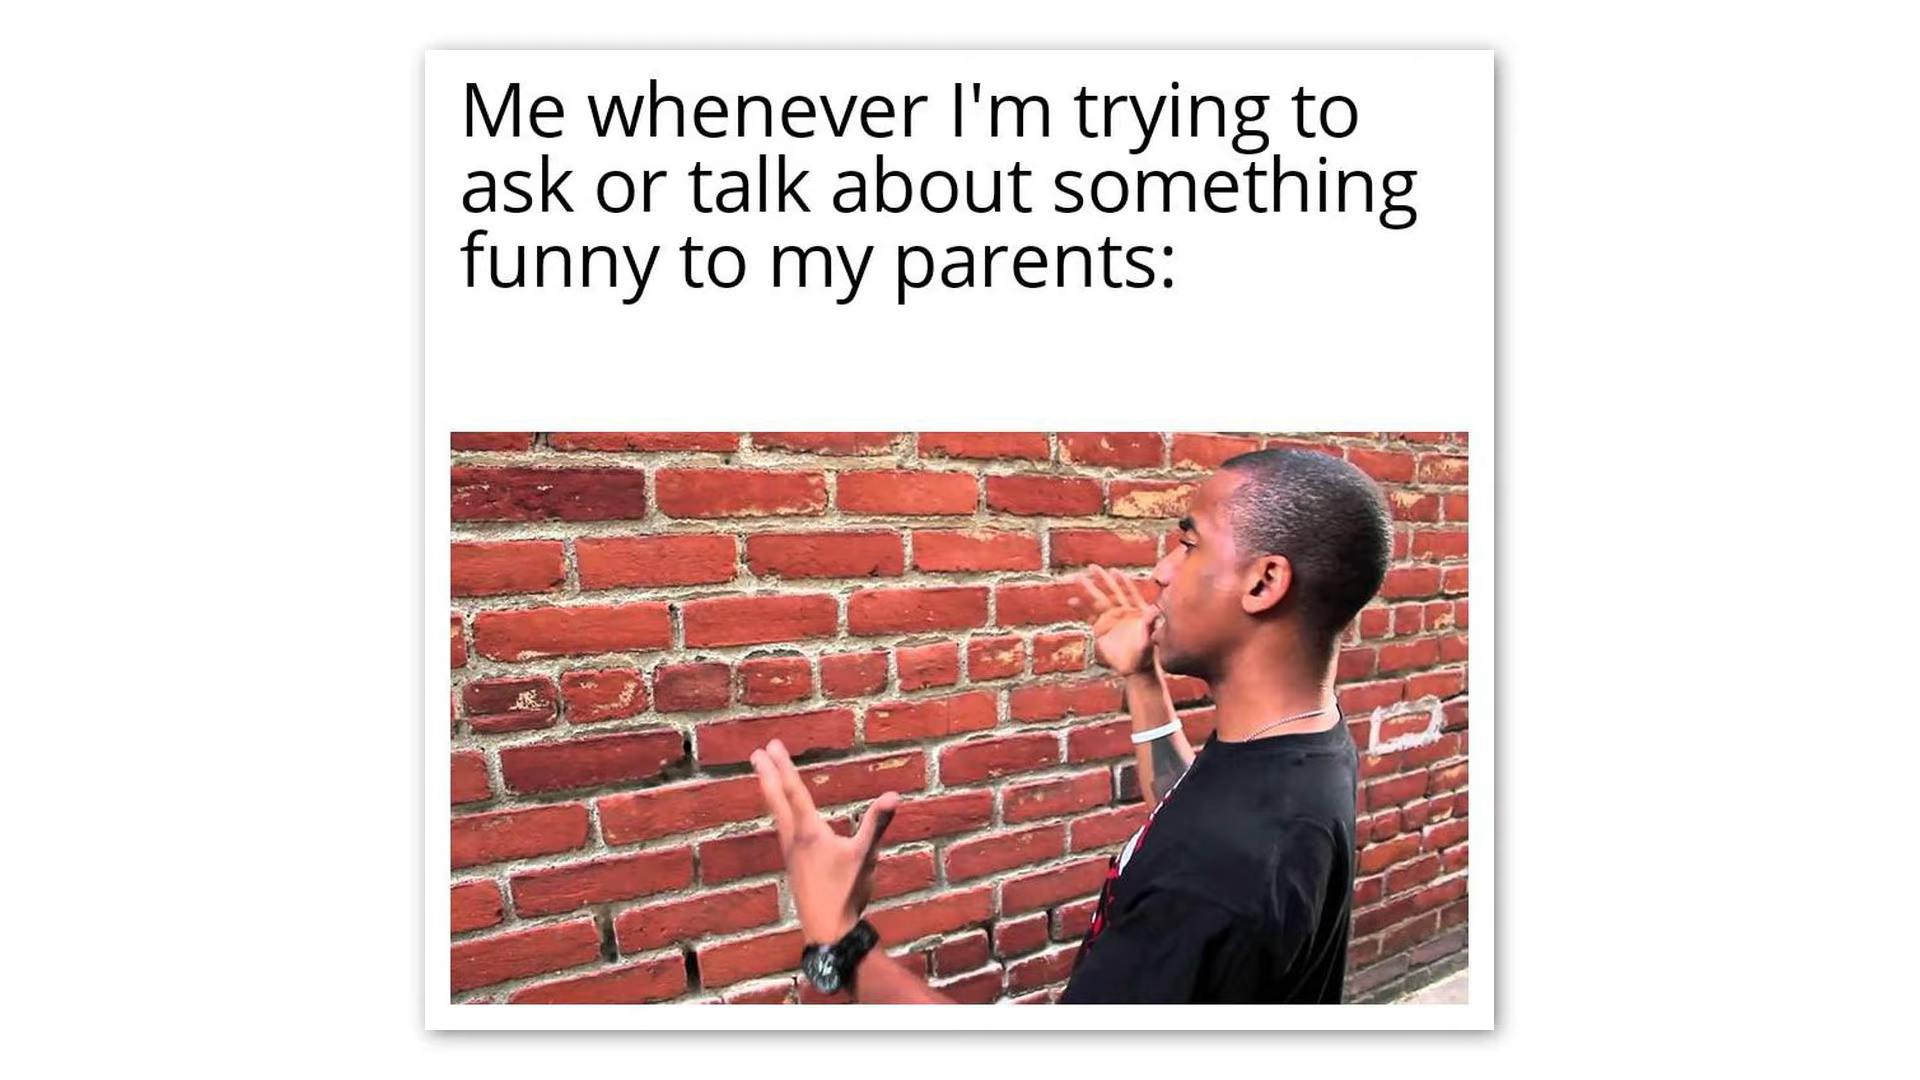 Me whenever I'm trying to
ask or talk about something
funny to my parents: